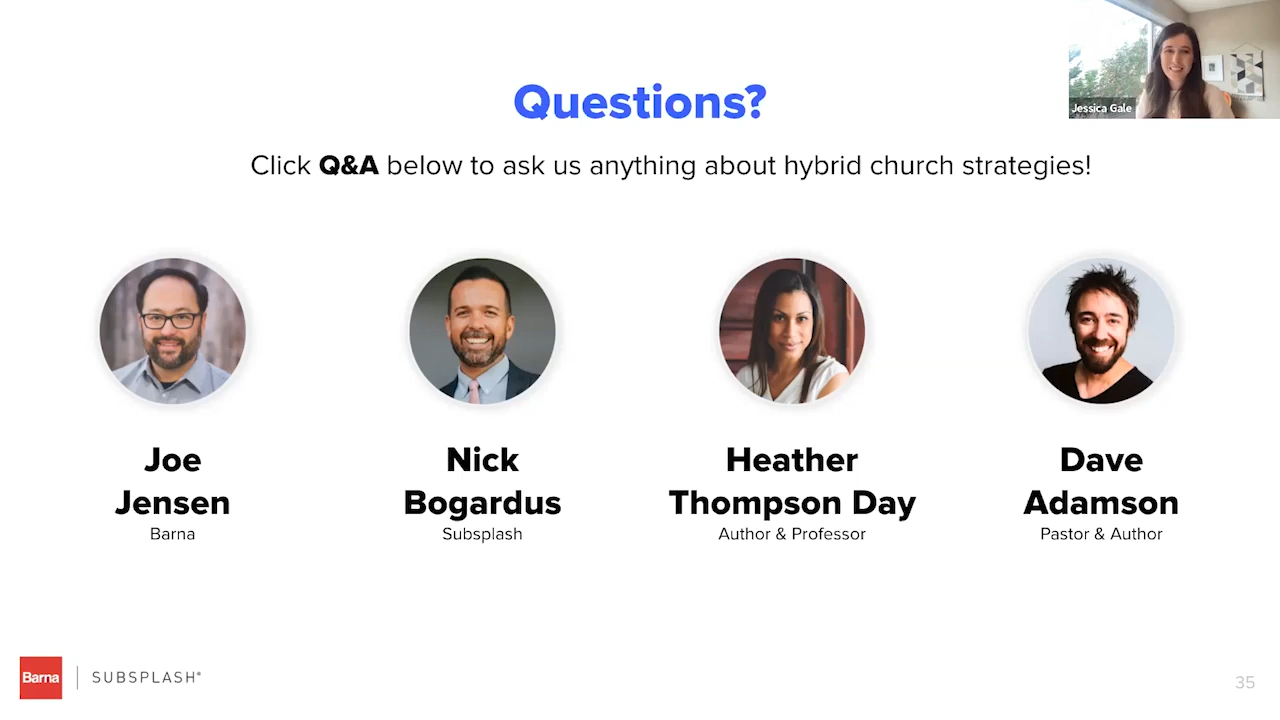 Jessica Gale
Questions?
Click Q&A below to ask us anything about hybrid church strategies!
Joe
Jensen
Barna
Nick
Bogardus
Subsplash
Heather
Thompson Day
Author & Professor
Dave
Adamson
Pastor & Author
Barna
SUBSPLASH®
35